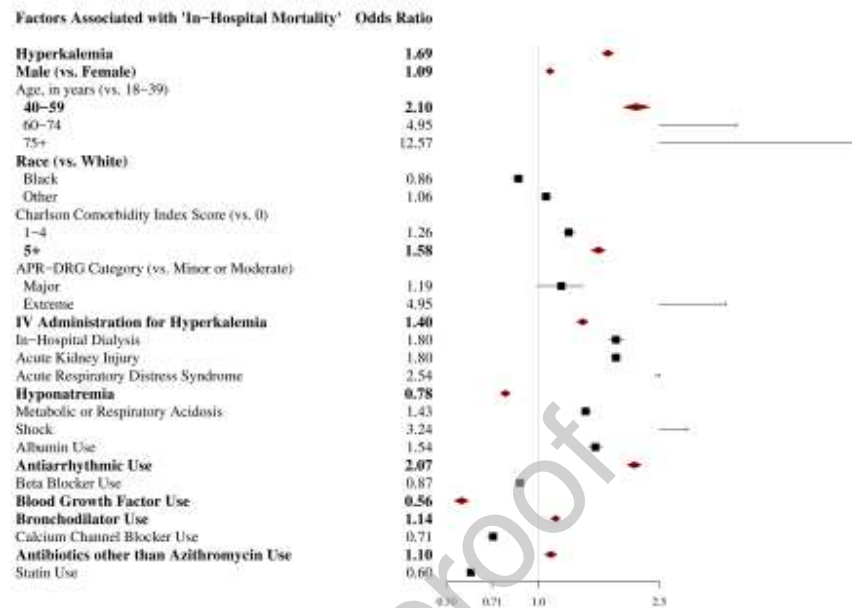 Factors Associated with 'In−Hospital Mortality' Odds Ratio
Hyperkalemia 1.69
Male (vs. Female) 1.09
Age, in years (vs. 18−39)
40−59 2.10
60−74 4.95
75+ 12.57
Race (vs. White)
Black 0.86
Other 1.06
Charlson Comorbidity Index Score (vs. 0)
1−4 1.26
5+ 1.58
APR−DRG Category (vs. Minor or Moderate)
Major 1.19
Extreme 4.95
IV Administration for Hyperkalemia 1.40
In−Hospital Dialysis 1.80
Acute Kidney Injury 1.80
Acute Respiratory Distress Syndrome 2.54
Hyponatremia 0.78
Metabolic or Respiratory Acidosis 1.43
Shock 3.24
Albumin Use 1.54
Antiarrhythmic Use 2.07
Beta Blocker Use 0.87
Blood Growth Factor Use 0.56
Bronchodilator Use 1.14
Calcium Channel Blocker Use 0.71
Antibiotics other than Azithromycin Use 1.10
Statin Use 0.60
0.71 1.0 2.5
proof